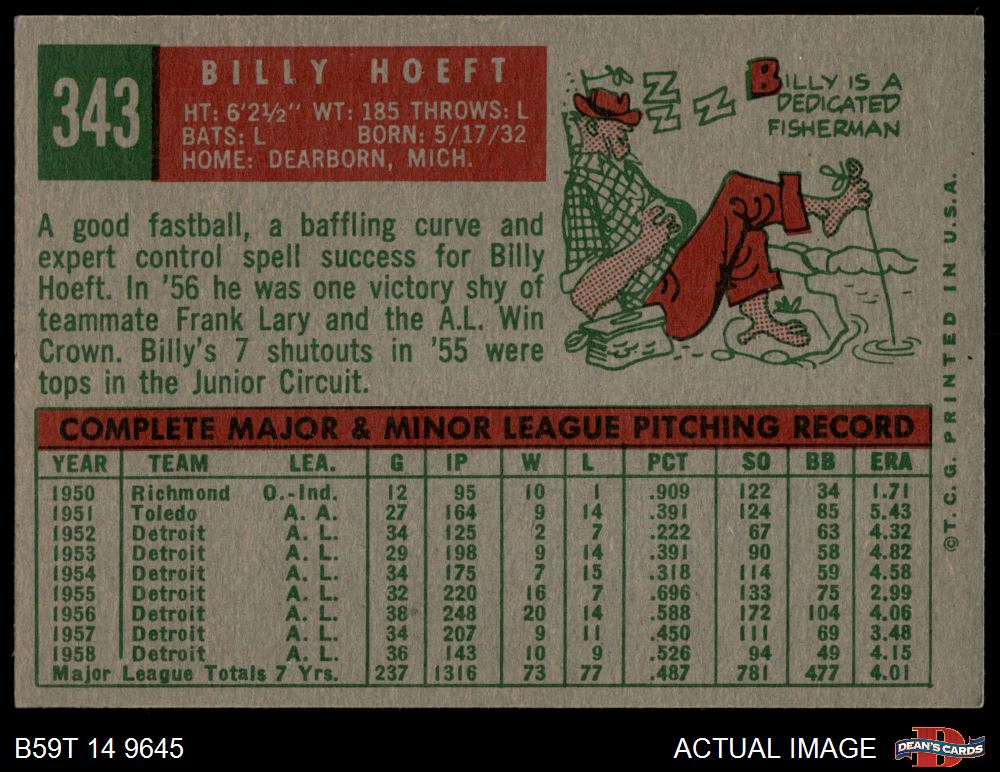 343
BILLY HOEFT
HT: 6'2½" WT: 185 THROWS: L
BATS: L BORN: 5/17/32
HOME: DEARBORN, MICH.
Z Z Z Z
BILLY IS A
DEDICATED
FISHERMAN
A good fastball, a baffling curve and
expert control spell success for Billy
Hoeft. In '56 he was one victory shy of
teammate Frank Lary and the A.L. Win
Crown. Billy's 7 shutouts in '55 were
tops in the Junior Circuit.
COMPLETE MAJOR & MINOR LEAGUE PITCHING RECORD
YEAR TEAM LEA. G IP W L PCT SO BB ERA
1950 Richmond O.-Ind. 12 95 10 1 .909 122 34 1.71
1951 Toledo A. A. 27 164 9 14 .391 124 85 5.43
1952 Detroit A. L. 34 125 2 7 .222 67 63 4.32
1953 Detroit A. L. 29 198 9 14 .391 90 58 4.82
1954 Detroit A. L. 34 175 7 15 .318 114 59 4.58
1955 Detroit A. L. 32 220 16 7 .696 133 75 2.99
1956 Detroit A. L. 38 248 20 14 .588 172 104 4.06
1957 Detroit A. L. 34 207 9 11 .450 111 69 3.48
1958 Detroit A. L. 36 143 10 9 .526 94 49 4.15
Major League Totals 7 Yrs. 237 1316 73 77 .487 781 477 4.01
©T. C. G. PRINTED IN U.S.A.
B59T 14 9645
ACTUAL IMAGE
D
DEAN'S CARDS